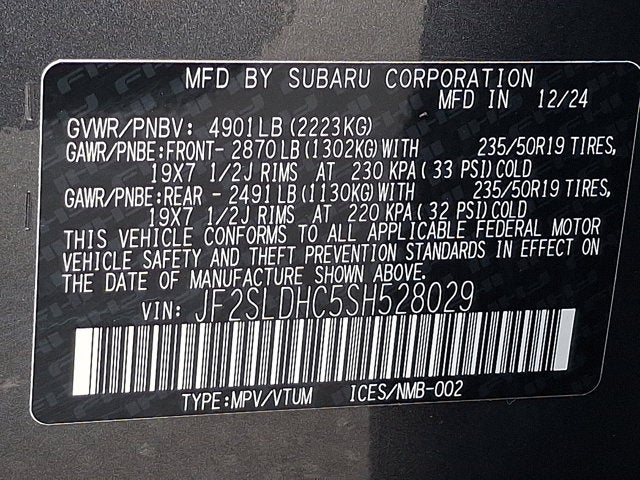 MFD BY SUBARU CORPORATION
MFD IN 12/24
GVWR/PNBV: 4901LB (2223KG)
GAWR/PNBE:FRONT- 2870LB (1302KG)WITH 235/50R19 TIRES,
19X7 1/2J RIMS AT 230 KPA (33 PSI)COLD
GAWR/PNBE:REAR - 2491LB (1130KG)WITH 235/50R19 TIRES,
19X7 1/2J RIMS AT 220 KPA (32 PSI)COLD
THIS VEHICLE CONFORMS TO ALL APPLICABLE FEDERAL MOTOR
VEHICLE SAFETY AND THEFT PREVENTION STANDARDS IN EFFECT ON
THE DATE OF MANUFACTURE SHOWN ABOVE.
VIN: JF2SLDHC5SH528029
TYPE:MPV/VTUM ICES/NMB-002